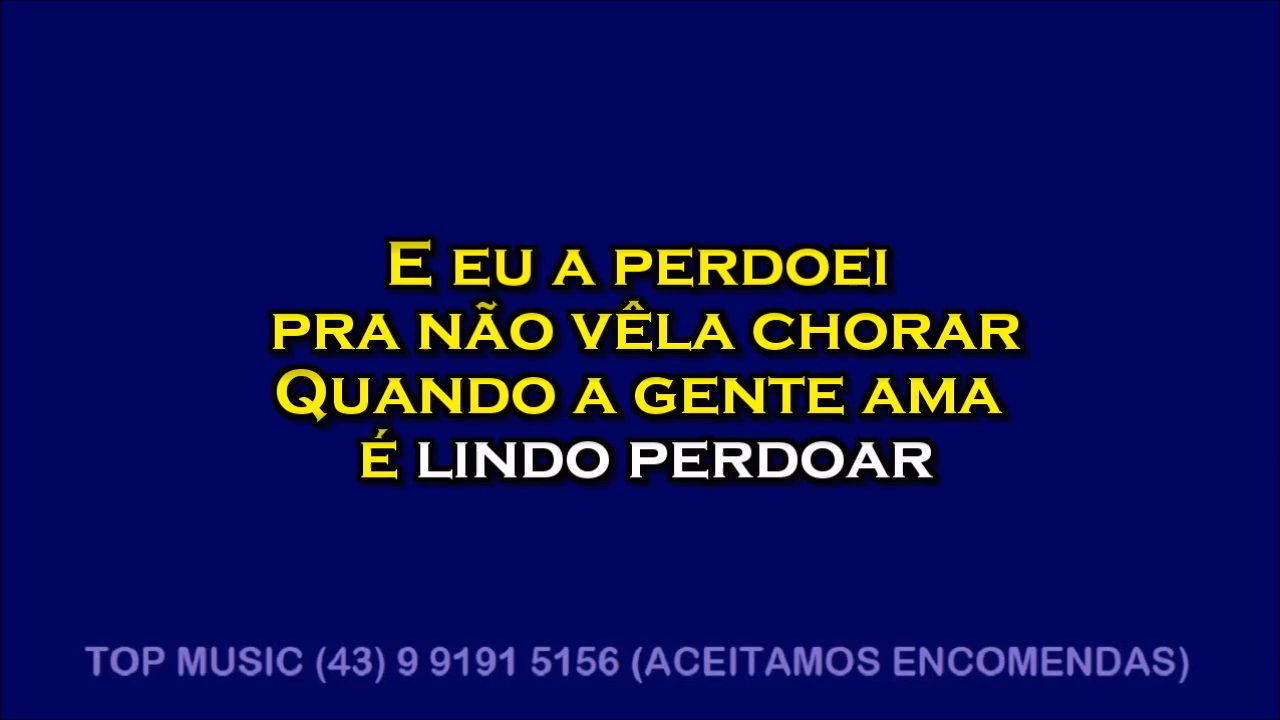 E EU A PERDOEI
PRA NÃO VÊLA CHORAR
QUANDO A GENTE AMA
É LINDO PERDOAR
TOP MUSIC (43) 9 9191 5156 (ACEITAMOS ENCOMENDAS)